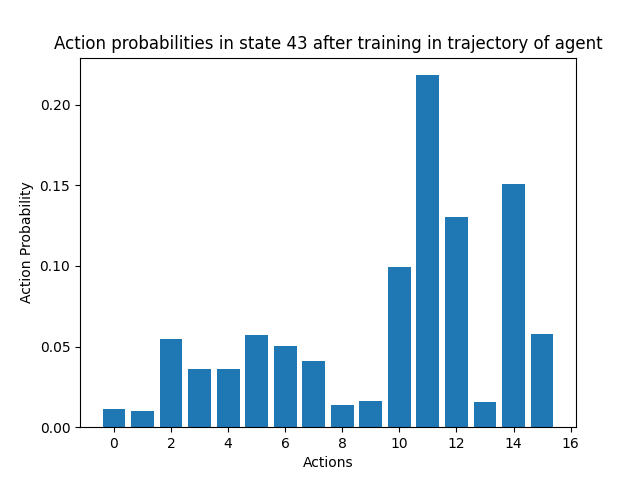 Action probabilities in state 43 after training in trajectory of agent
Action Probability
0.20
0.15
0.10
0.05
0.00
0 2 4 6 8 10 12 14 16
Actions